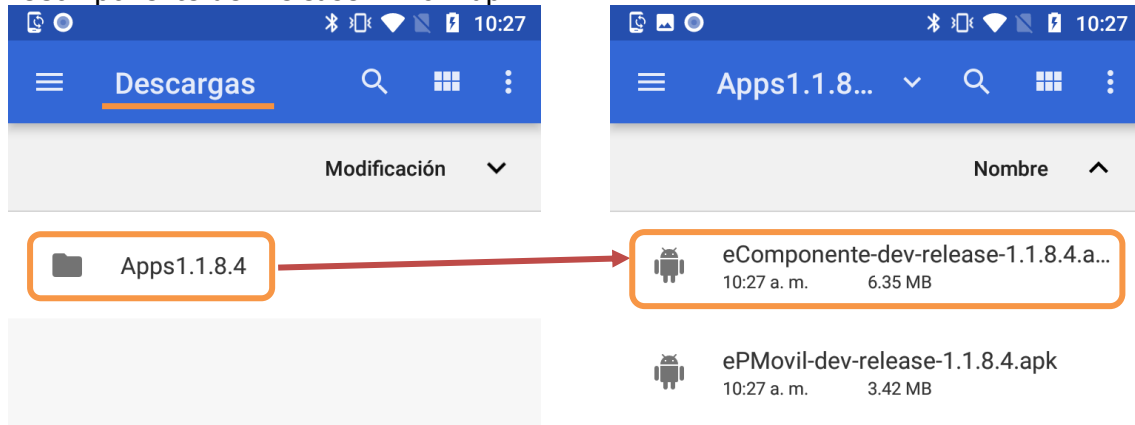 10:27
Descargas
Modificación
Apps1.1.8.4
10:27
Apps1.1.8...
Nombre
eComponente-dev-release-1.1.8.4.a...
10:27 a. m. 6.35 MB
ePMovil-dev-release-1.1.8.4.apk
10:27 a. m. 3.42 MB